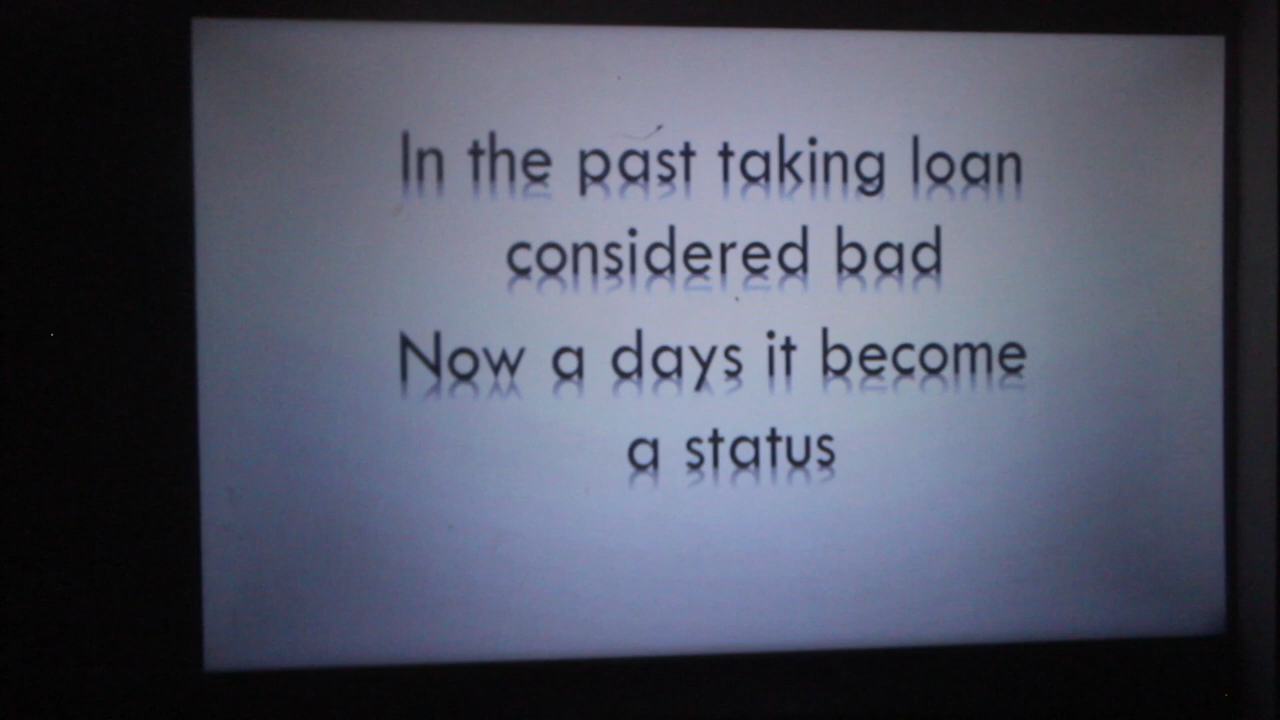 In the past taking loan
considered bad
Now a days it become
a status